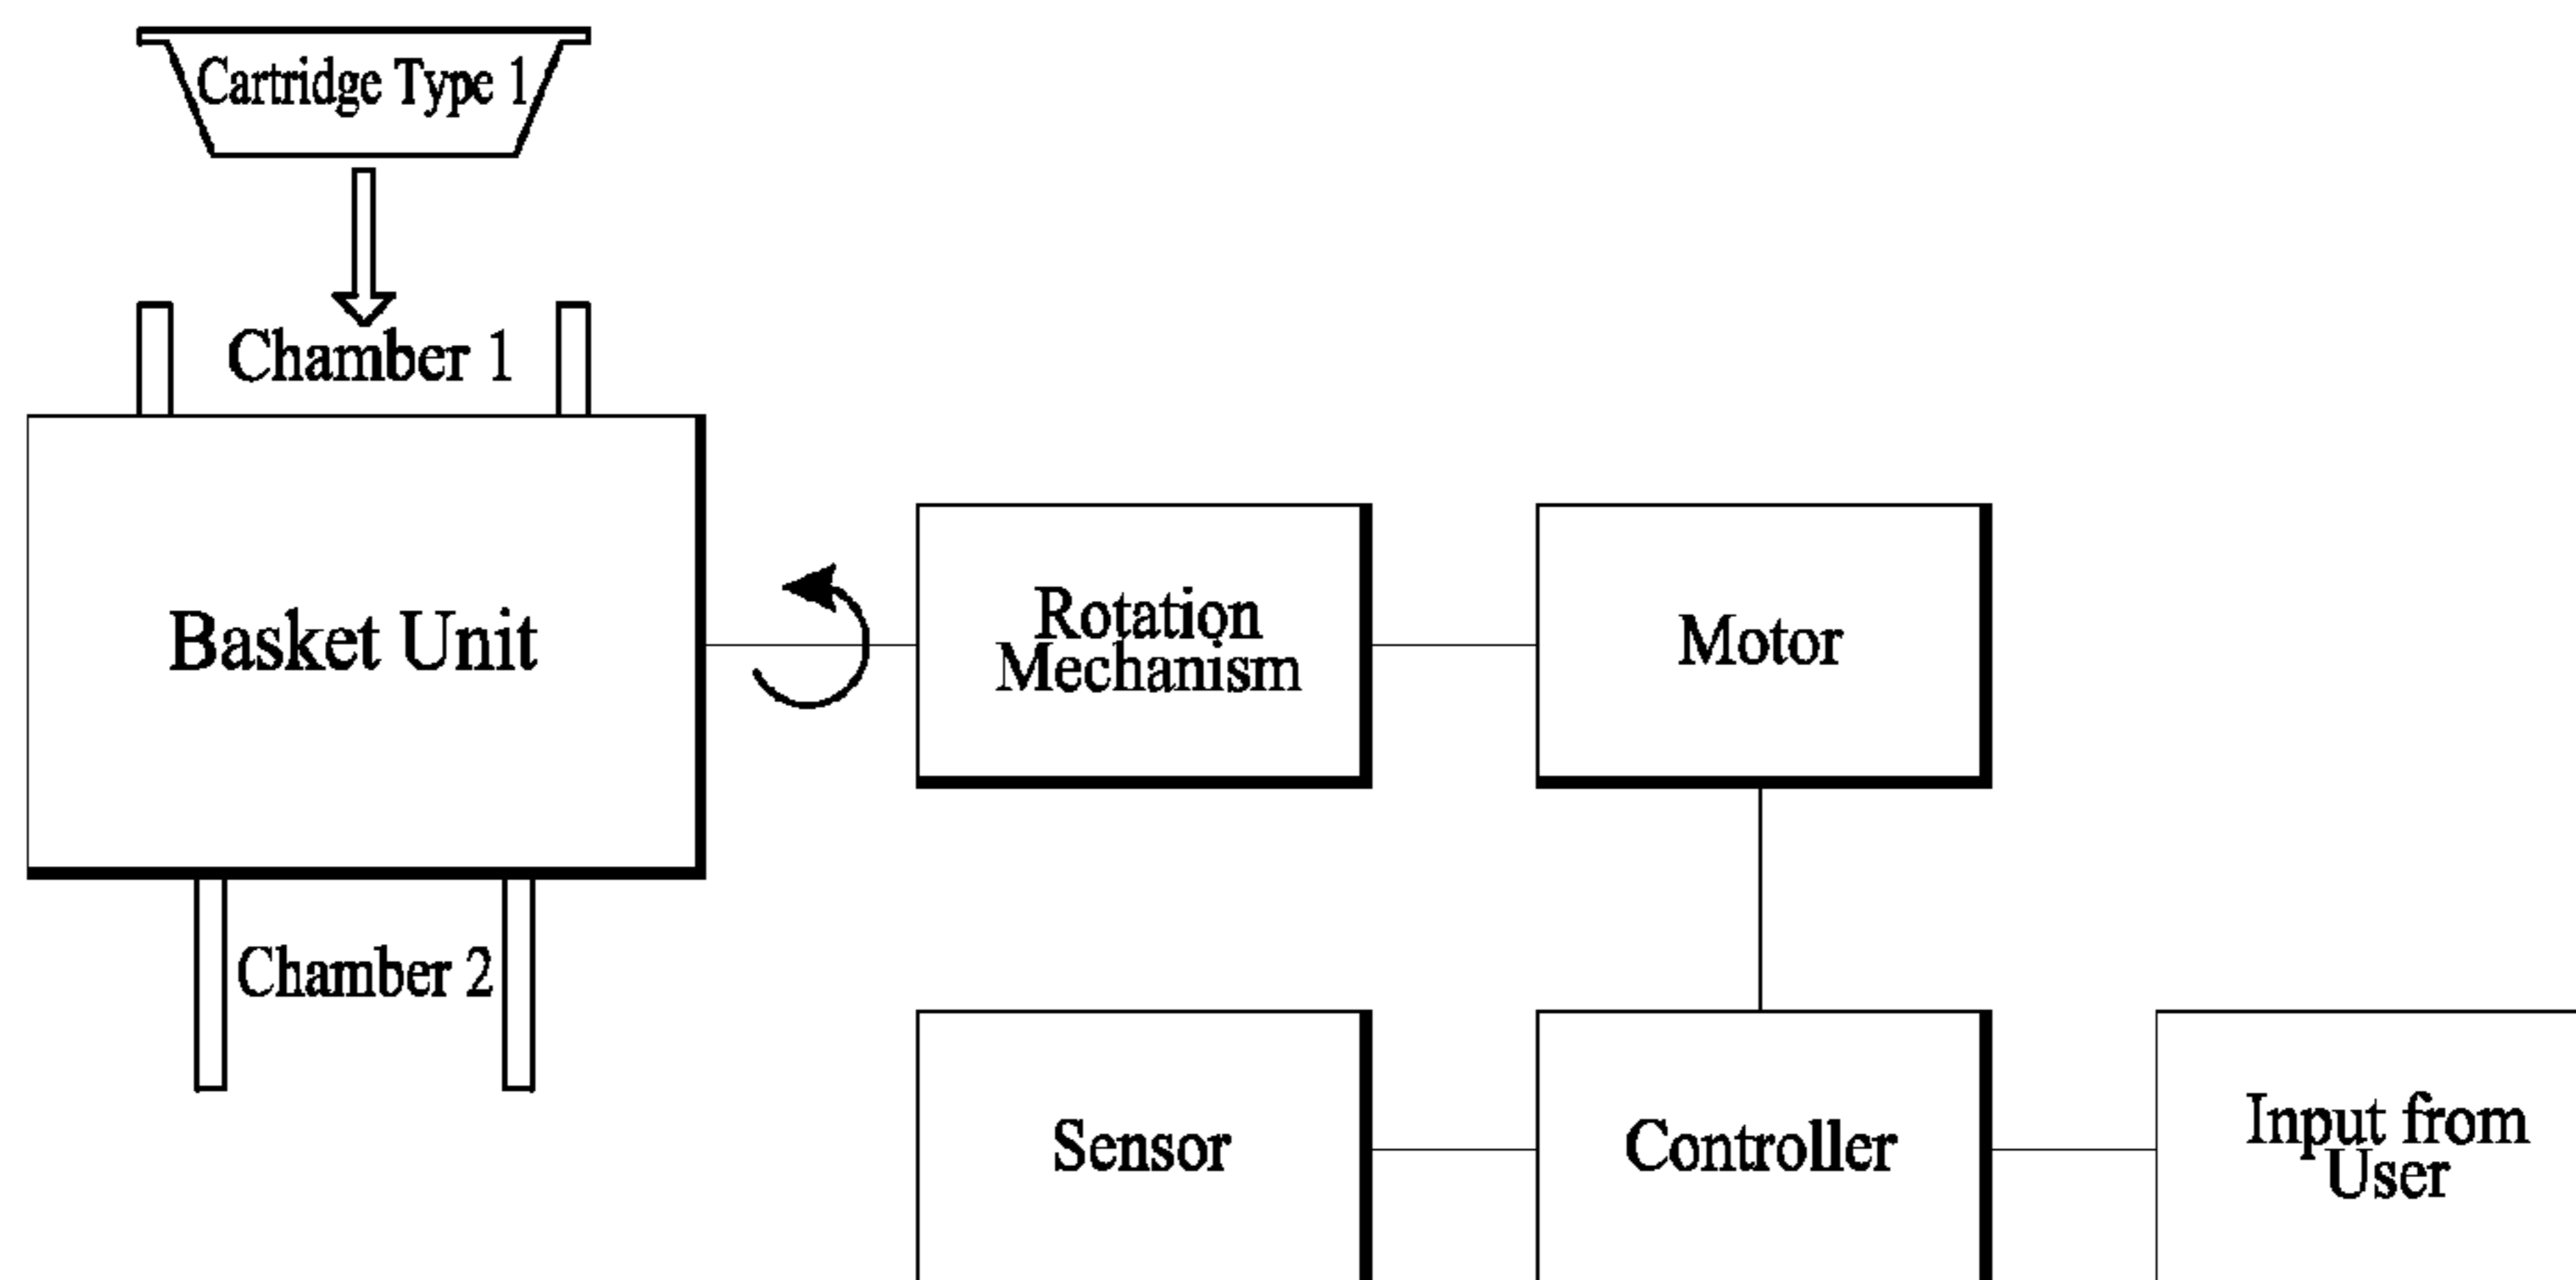 Cartridge Type 1
Chamber 1
Basket Unit
Rotation
Mechanism
Motor
Chamber 2
Sensor
Controller
Input from
User